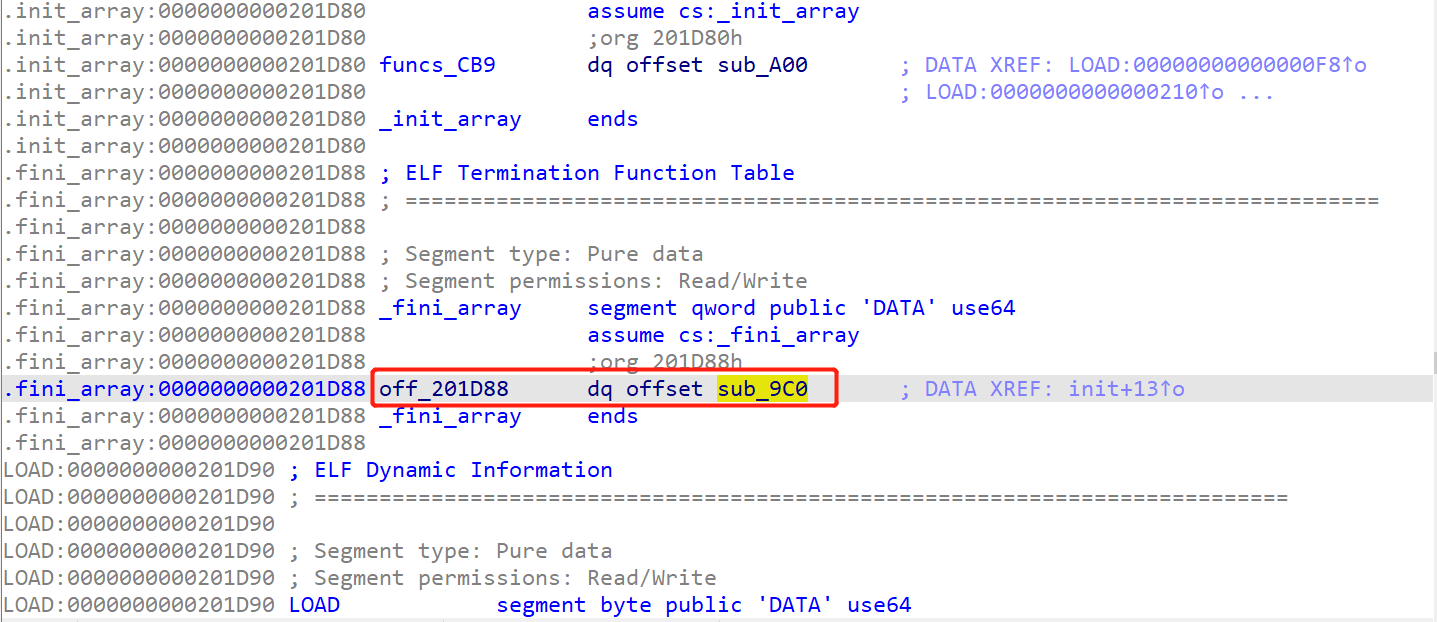 .init_array:0000000000201D80 assume cs:_init_array
.init_array:0000000000201D80 ;org 201D80h
.init_array:0000000000201D80 funcs_CB9 dq offset sub_A00 ; DATA XREF: LOAD:00000000000000F8↑o
.init_array:0000000000201D80 ; LOAD:0000000000000210↑o ...
.init_array:0000000000201D80 _init_array ends
.init_array:0000000000201D80
.fini_array:0000000000201D88 ; ELF Termination Function Table
.fini_array:0000000000201D88 ; ===========================================================================
.fini_array:0000000000201D88
.fini_array:0000000000201D88 ; Segment type: Pure data
.fini_array:0000000000201D88 ; Segment permissions: Read/Write
.fini_array:0000000000201D88 _fini_array segment qword public 'DATA' use64
.fini_array:0000000000201D88 assume cs:_fini_array
.fini_array:0000000000201D88 ;org 201D88h
.fini_array:0000000000201D88 off_201D88 dq offset sub_9C0 ; DATA XREF: init+13↑o
.fini_array:0000000000201D88 _fini_array ends
.fini_array:0000000000201D88
LOAD:0000000000201D90 ; ELF Dynamic Information
LOAD:0000000000201D90 ; ===========================================================================
LOAD:0000000000201D90
LOAD:0000000000201D90 ; Segment type: Pure data
LOAD:0000000000201D90 ; Segment permissions: Read/Write
LOAD:0000000000201D90 LOAD segment byte public 'DATA' use64